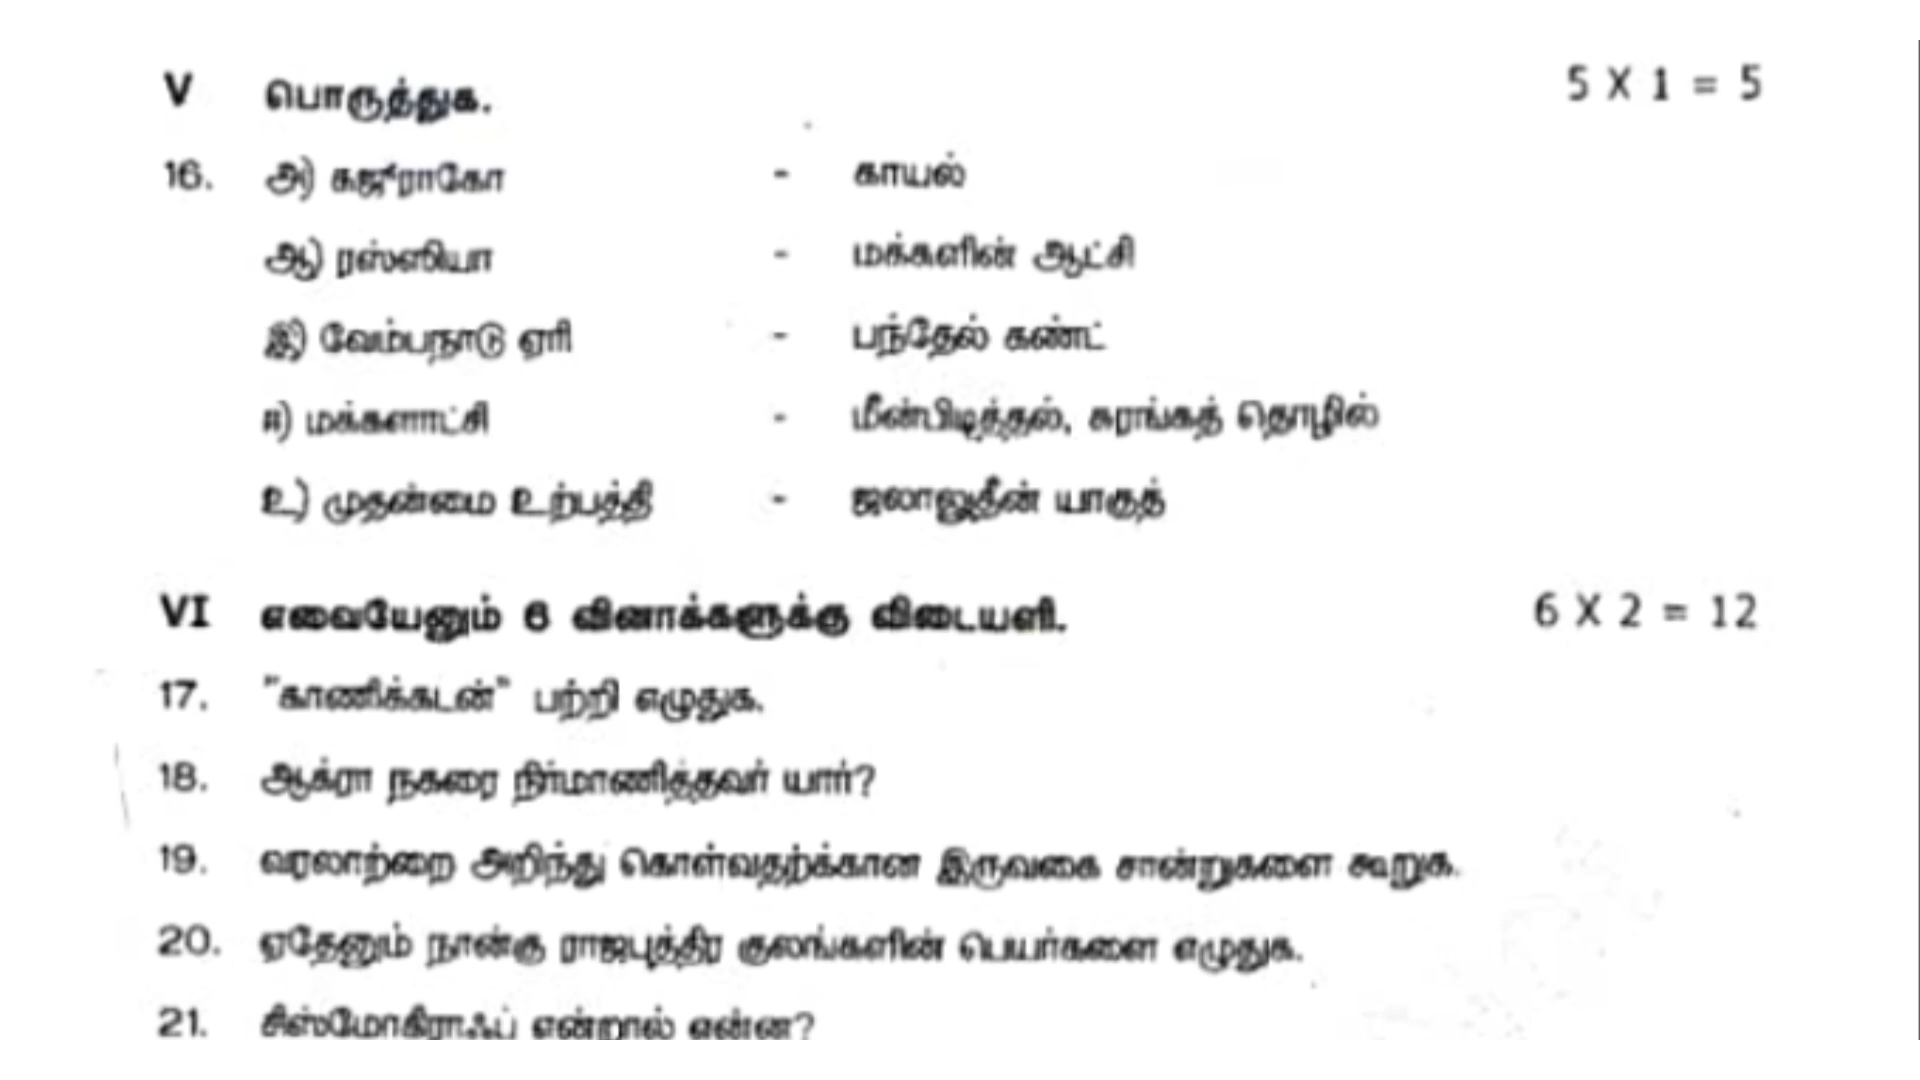 V பொருத்துக. 5 X 1 = 5
16. அ) கஜூராகோ - காயல்
ஆ) ரஸ்ஸியா - மக்களின் ஆட்சி
இ) வேம்பநாடு ஏரி - பந்தேல் கண்ட்
ஈ) மக்களாட்சி - மீன்பிடித்தல், சுரங்கத் தொழில்
உ) முதன்மை உற்பத்தி - ஜலாலுதீன் யாகுத்
VI எவையேனும் 6 வினாக்களுக்கு விடையளி. 6 X 2 = 12
17. "காணிக்கடன்" பற்றி எழுதுக.
18. ஆக்ரா நகரை நிர்மாணித்தவர் யார்?
19. வரலாற்றை அறிந்து கொள்வதற்க்கான இருவகை சான்றுகளை கூறுக.
20. ஏதேனும் நான்கு ராஜபுத்திர குலங்களின் பெயர்களை எழுதுக.
21. சிஸ்மோகிராஃப் என்றால் என்ன?